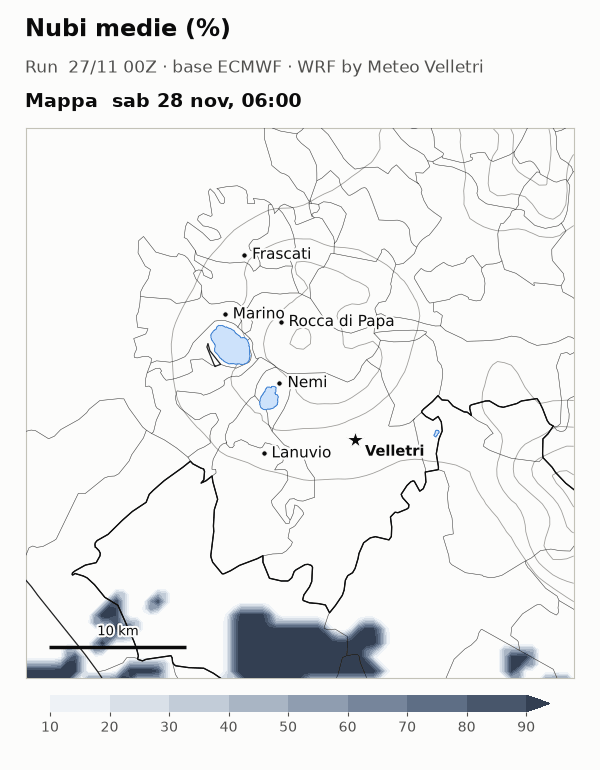 Nubi medie (%)
Run  27/11 00Z · base ECMWF · WRF by Meteo Velletri
Mappa  sab 28 nov, 06:00
Frascati
Marino
Rocca di Papa
Nemi
Velletri
Lanuvio
10 km
10 20 30 40 50 60 70 80 90